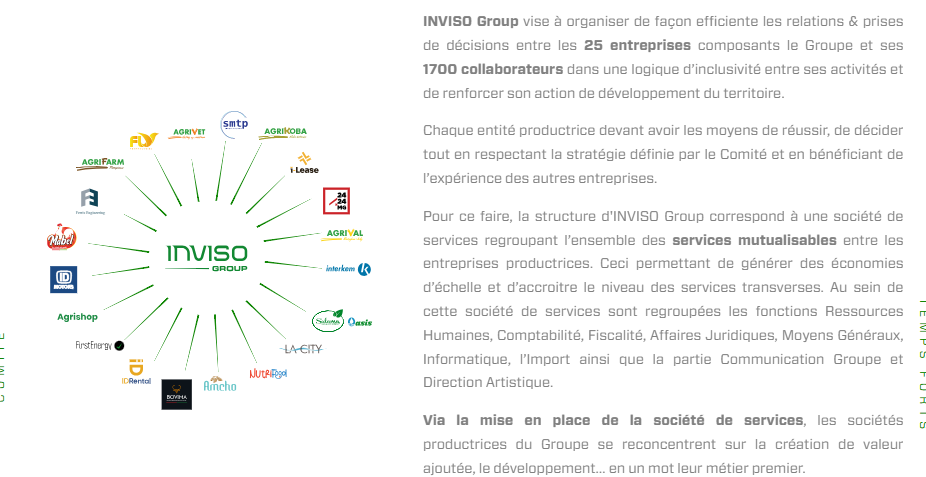 INVISO Group vise à organiser de façon efficiente les relations & prises
de décisions entre les 25 entreprises composants le Groupe et ses
1700 collaborateurs dans une logique d'inclusivité entre ses activités et
de renforcer son action de développement du territoire.
Chaque entité productrice devant avoir les moyens de réussir, de décider
tout en respectant la stratégie définie par le Comité et en bénéficiant de
l'expérience des autres entreprises.
Pour ce faire, la structure d'INVISO Group correspond à une société de
services regroupant l'ensemble des services mutualisables entre les
entreprises productrices. Ceci permettant de générer des économies
d'échelle et d'accroitre le niveau des services transverses. Au sein de
cette société de services sont regroupées les fonctions Ressources
Humaines, Comptabilité, Fiscalité, Affaires Juridiques, Moyens Généraux,
Informatique, l'Import ainsi que la partie Communication Groupe et
Direction Artistique.
Via la mise en place de la société de services, les sociétés
productrices du Groupe se reconcentrent sur la création de valeur
ajoutée, le développement... en un mot leur métier premier.
smtp
AGRIVET
AGRIKOBA
FLY
AGRIFARM
i-Lease
24
24
MG
AGRIVAL
Mabel
INVISO
GROUP
interkem
ID
MOTORS
Agrishop
Oasis
FirstEnergy
LA CITY
IDRental
BOVIMA
Amcho
COMITÉ
TEMPS FORTS